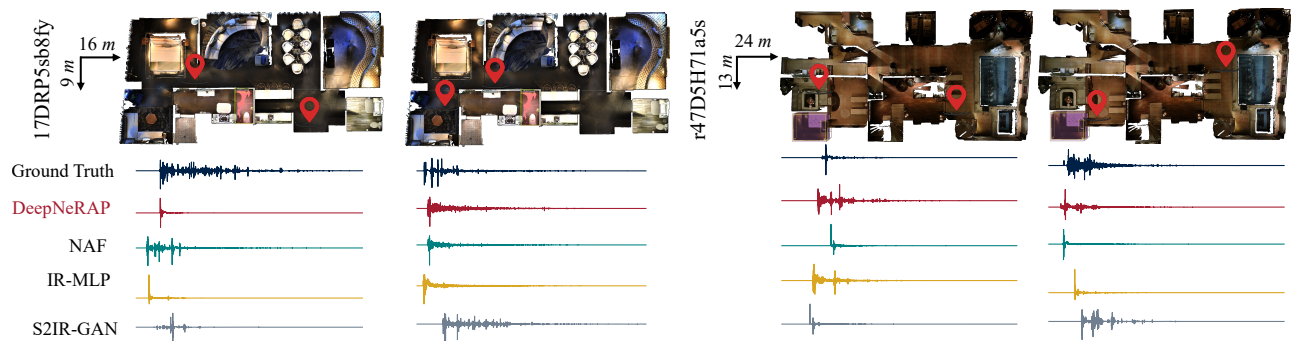 17DRP5sb8fy
16 m
9 m
r47D5H71a5s
24 m
13 m
Ground Truth
DeepNeRAP
NAF
IR-MLP
S2IR-GAN